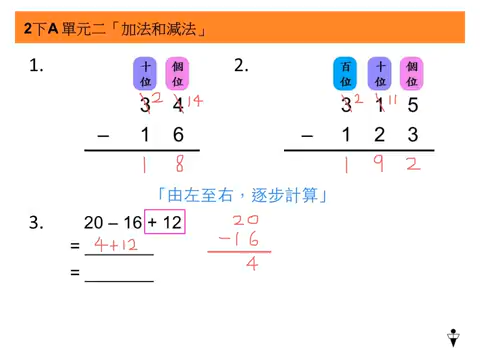 2下A 單元二「加法和減法」
1. 十位 個位
3 2 4 14
− 1 6
1 8
2. 百位 十位 個位
3 2 1 11 5
− 1 2 3
1 9 2
「由左至右，逐步計算」
3. 20 – 16 + 12
= 4+12
=
20
−16
4